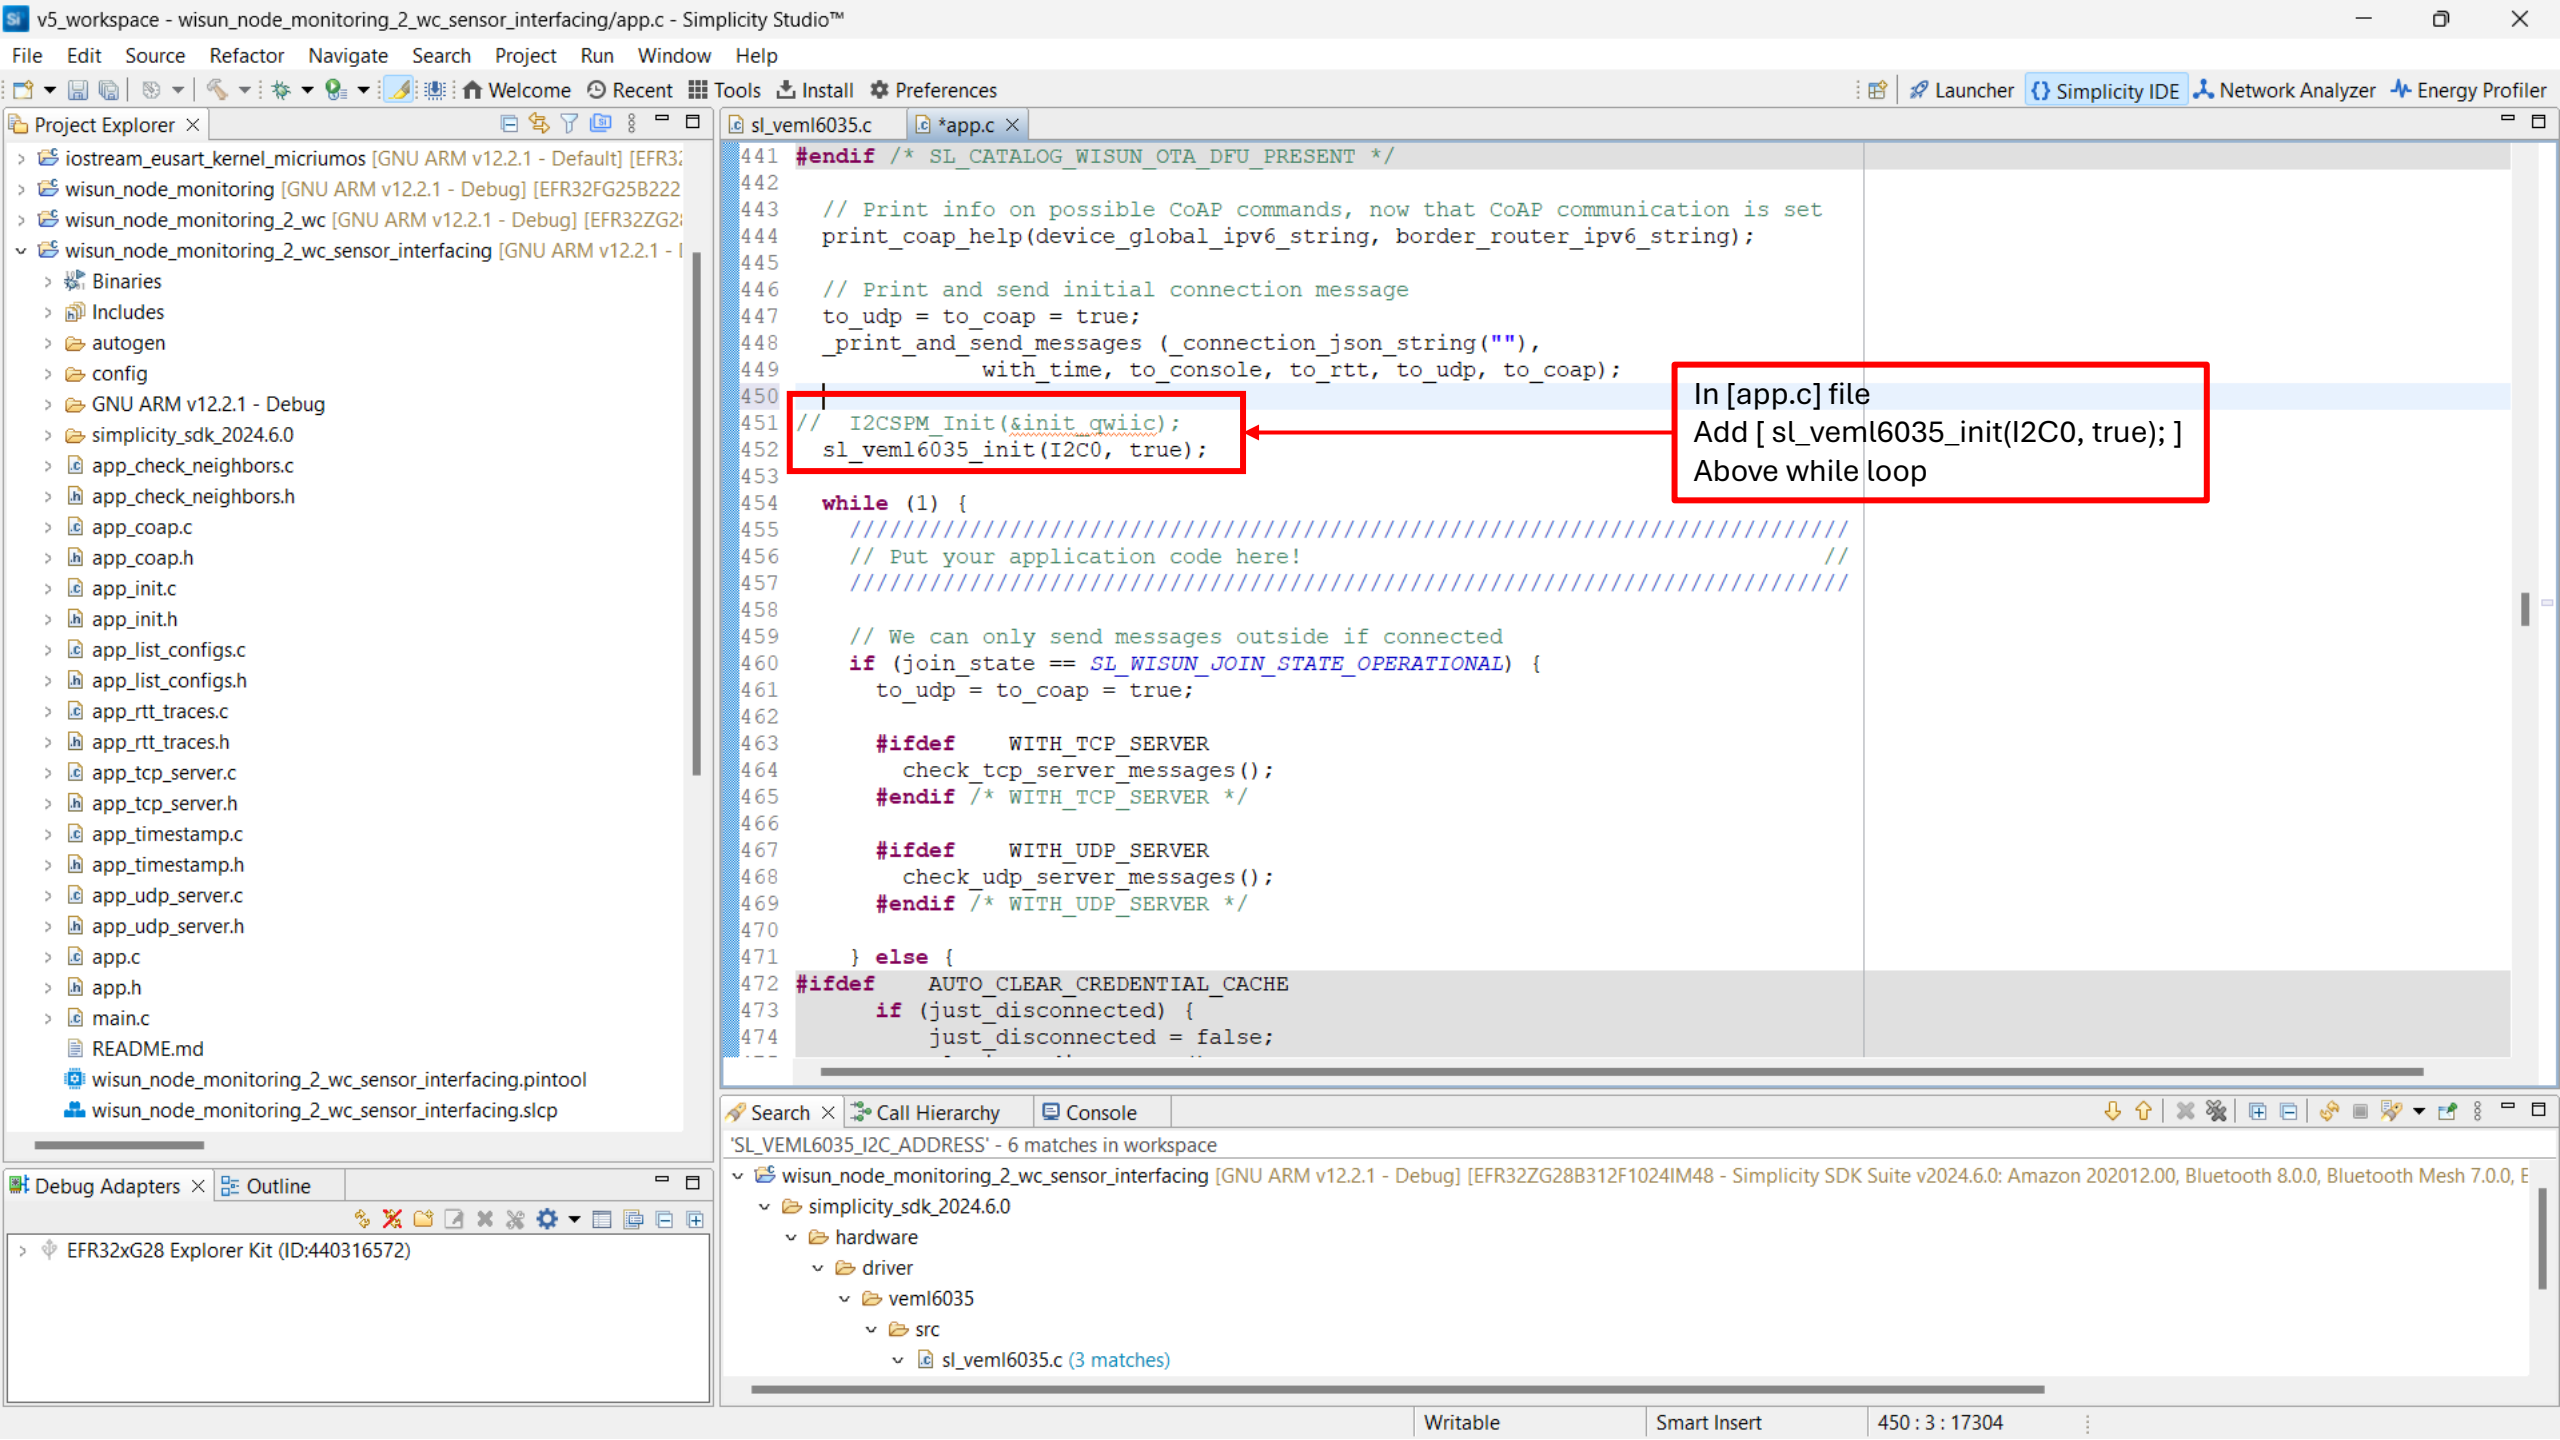 v5_workspace - wisun_node_monitoring_2_wc_sensor_interfacing/app.c - Simplicity Studio™
File Edit Source Refactor Navigate Search Project Run Window Help
Welcome Recent Tools Install Preferences
Launcher {} Simplicity IDE Network Analyzer Energy Profiler
Project Explorer
iostream_eusart_kernel_micriumos [GNU ARM v12.2.1 - Default] [EFR32
wisun_node_monitoring [GNU ARM v12.2.1 - Debug] [EFR32FG25B222
wisun_node_monitoring_2_wc [GNU ARM v12.2.1 - Debug] [EFR32ZG28
wisun_node_monitoring_2_wc_sensor_interfacing [GNU ARM v12.2.1 -
Binaries
Includes
autogen
config
GNU ARM v12.2.1 - Debug
simplicity_sdk_2024.6.0
app_check_neighbors.c
app_check_neighbors.h
app_coap.c
app_coap.h
app_init.c
app_init.h
app_list_configs.c
app_list_configs.h
app_rtt_traces.c
app_rtt_traces.h
app_tcp_server.c
app_tcp_server.h
app_timestamp.c
app_timestamp.h
app_udp_server.c
app_udp_server.h
app.c
app.h
main.c
README.md
wisun_node_monitoring_2_wc_sensor_interfacing.pintool
wisun_node_monitoring_2_wc_sensor_interfacing.slcp
Debug Adapters Outline
EFR32xG28 Explorer Kit (ID:440316572)
sl_veml6035.c *app.c
441 #endif /* SL_CATALOG_WISUN_OTA_DFU_PRESENT */
442
443 // Print info on possible CoAP commands, now that CoAP communication is set
444 print_coap_help(device_global_ipv6_string, border_router_ipv6_string);
445
446 // Print and send initial connection message
447 to_udp = to_coap = true;
448 _print_and_send_messages (_connection_json_string(""),
449 with_time, to_console, to_rtt, to_udp, to_coap);
450
451 // I2CSPM_Init(&init_qwiic);
452 sl_veml6035_init(I2C0, true);
453
454 while (1) {
455 ///////////////////////////////////////////////////////////////////////////
456 // Put your application code here! //
457 ///////////////////////////////////////////////////////////////////////////
458
459 // We can only send messages outside if connected
460 if (join_state == SL_WISUN_JOIN_STATE_OPERATIONAL) {
461 to_udp = to_coap = true;
462
463 #ifdef WITH_TCP_SERVER
464 check_tcp_server_messages();
465 #endif /* WITH_TCP_SERVER */
466
467 #ifdef WITH_UDP_SERVER
468 check_udp_server_messages();
469 #endif /* WITH_UDP_SERVER */
470
471 } else {
472 #ifdef AUTO_CLEAR_CREDENTIAL_CACHE
473 if (just_disconnected) {
474 just_disconnected = false;
In [app.c] file
Add [ sl_veml6035_init(I2C0, true); ]
Above while loop
Search Call Hierarchy Console
'SL_VEML6035_I2C_ADDRESS' - 6 matches in workspace
wisun_node_monitoring_2_wc_sensor_interfacing [GNU ARM v12.2.1 - Debug] [EFR32ZG28B312F1024IM48 - Simplicity SDK Suite v2024.6.0: Amazon 202012.00, Bluetooth 8.0.0, Bluetooth Mesh 7.0.0, E
simplicity_sdk_2024.6.0
hardware
driver
veml6035
src
sl_veml6035.c (3 matches)
Writable Smart Insert 450 : 3 : 17304